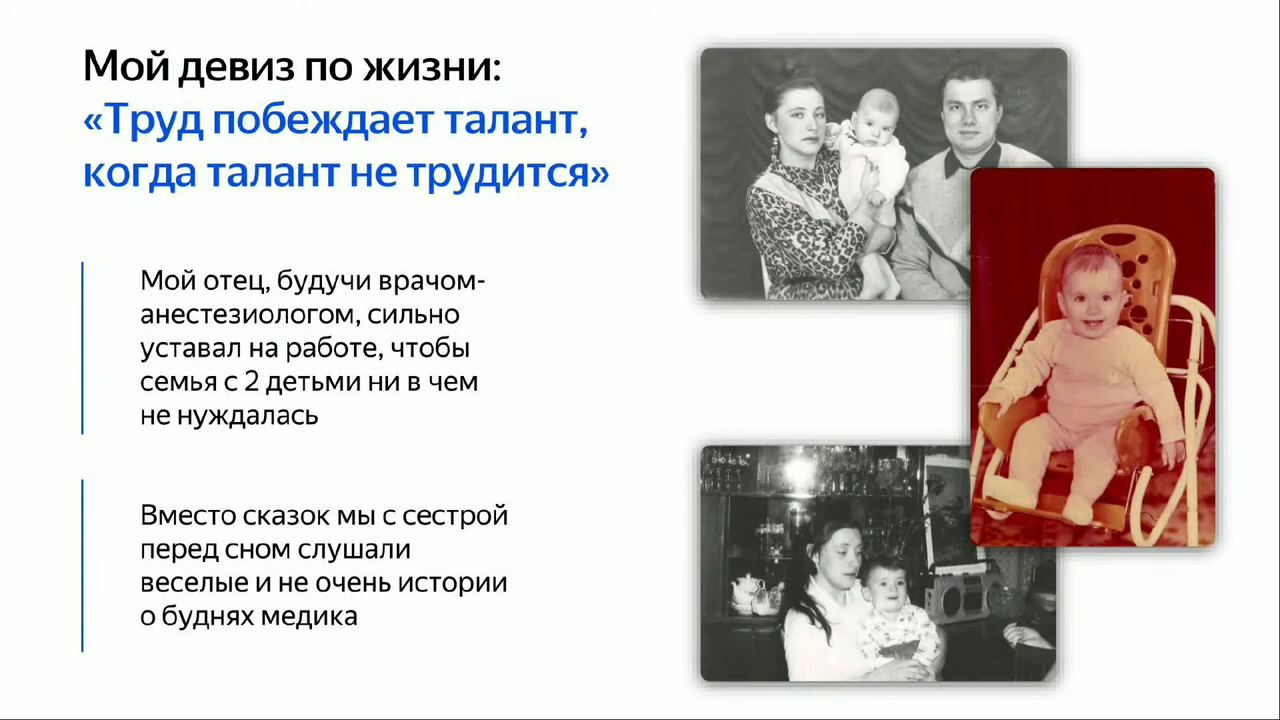 Мой девиз по жизни:
«Труд побеждает талант,
когда талант не трудится»
Мой отец, будучи врачом-
анестезиологом, сильно
уставал на работе, чтобы
семья с 2 детьми ни в чем
не нуждалась
Вместо сказок мы с сестрой
перед сном слушали
веселые и не очень истории
о буднях медика